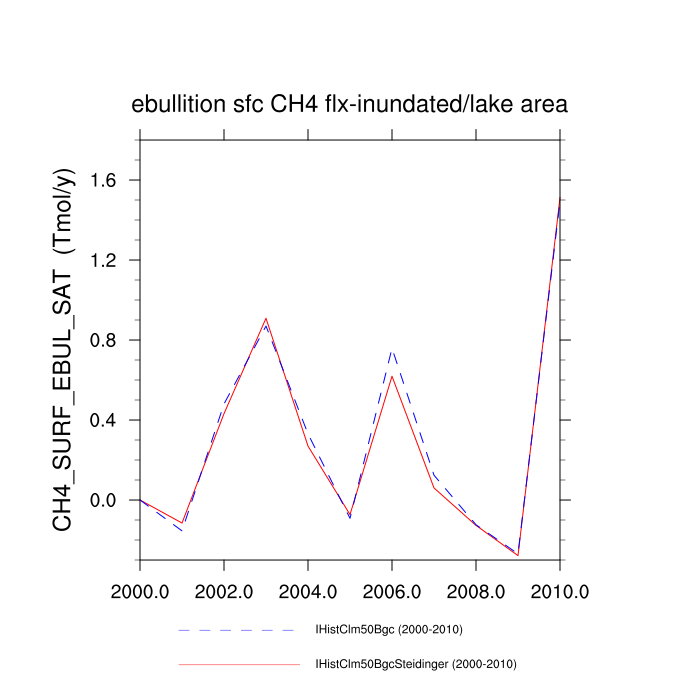 ebullition sfc CH4 flx-inundated/lake area
CH4_SURF_EBUL_SAT (Tmol/y)
1.6
1.2
0.8
0.4
0.0
2000.0 2002.0 2004.0 2006.0 2008.0 2010.0
IHistClm50Bgc (2000-2010)
IHistClm50BgcSteidinger (2000-2010)